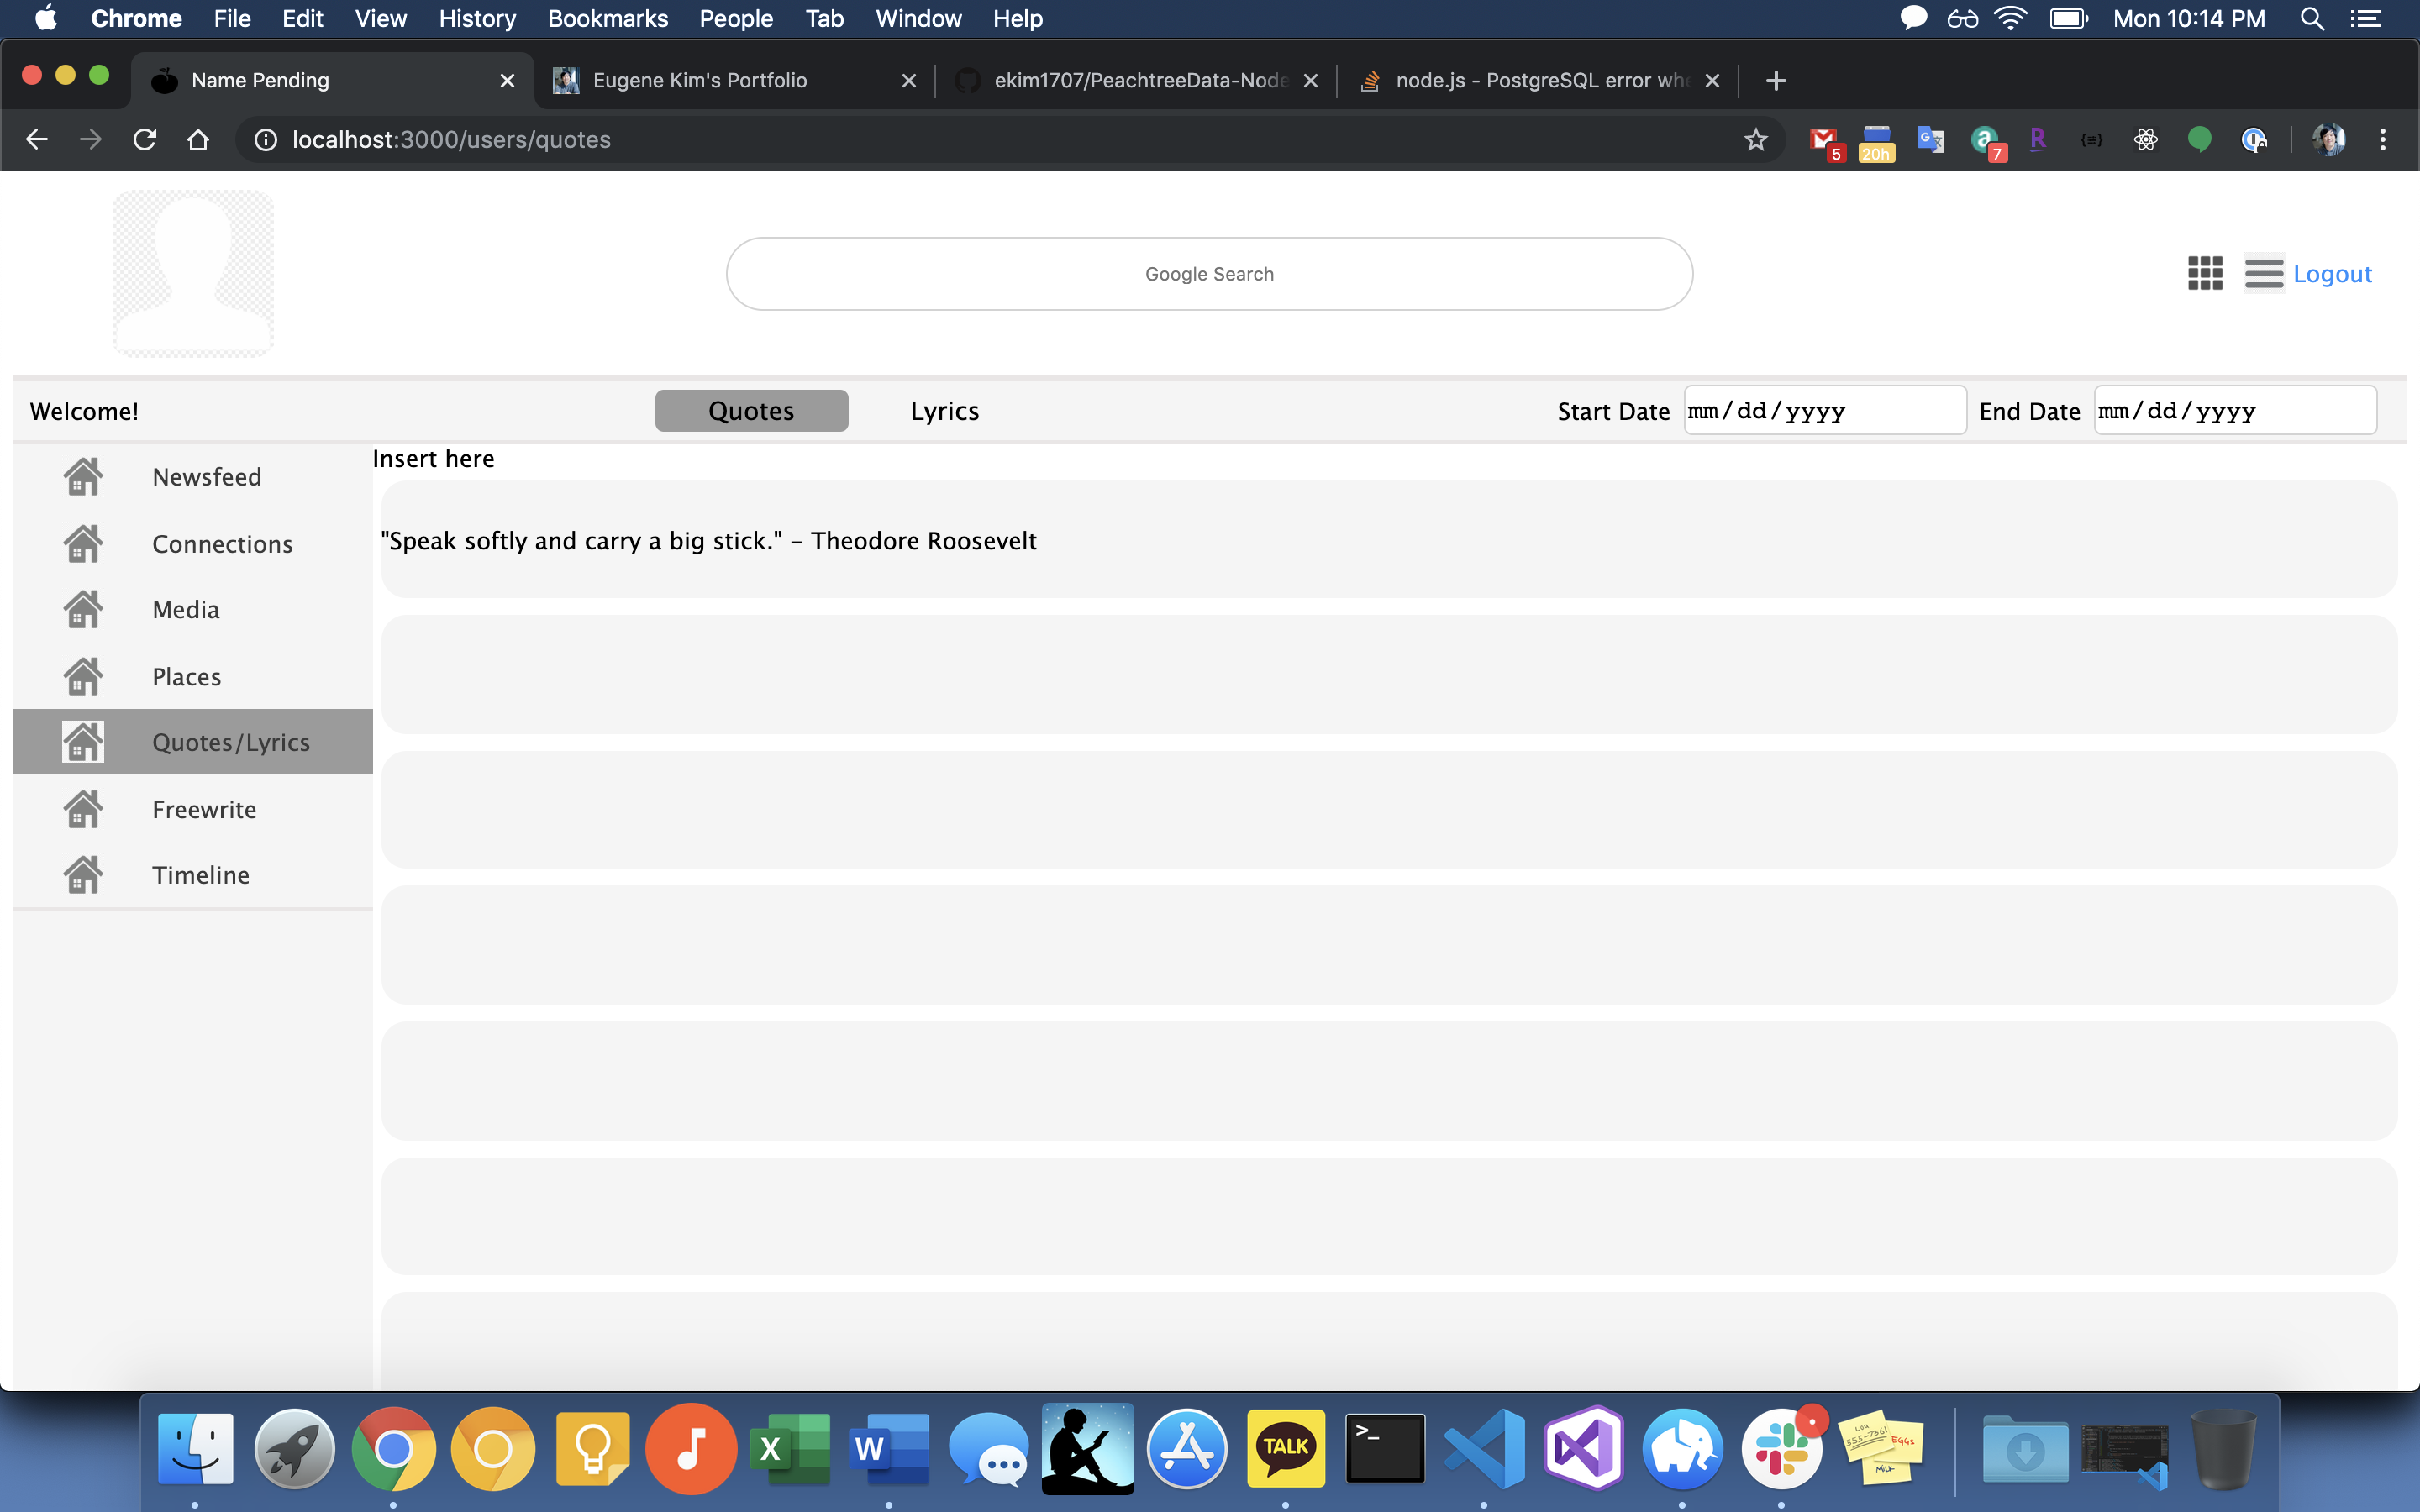 Chrome File Edit View History Bookmarks People Tab Window Help Mon 10:14 PM
Name Pending Eugene Kim's Portfolio ekim1707/PeachtreeData-Node node.js - PostgreSQL error whe
localhost:3000/users/quotes 5 20h 7
Google Search
Logout
Welcome! Quotes Lyrics Start Date mm/dd/yyyy End Date mm/dd/yyyy
Newsfeed
Connections
Media
Places
Quotes/Lyrics
Freewrite
Timeline
Insert here
"Speak softly and carry a big stick." – Theodore Roosevelt
TALK